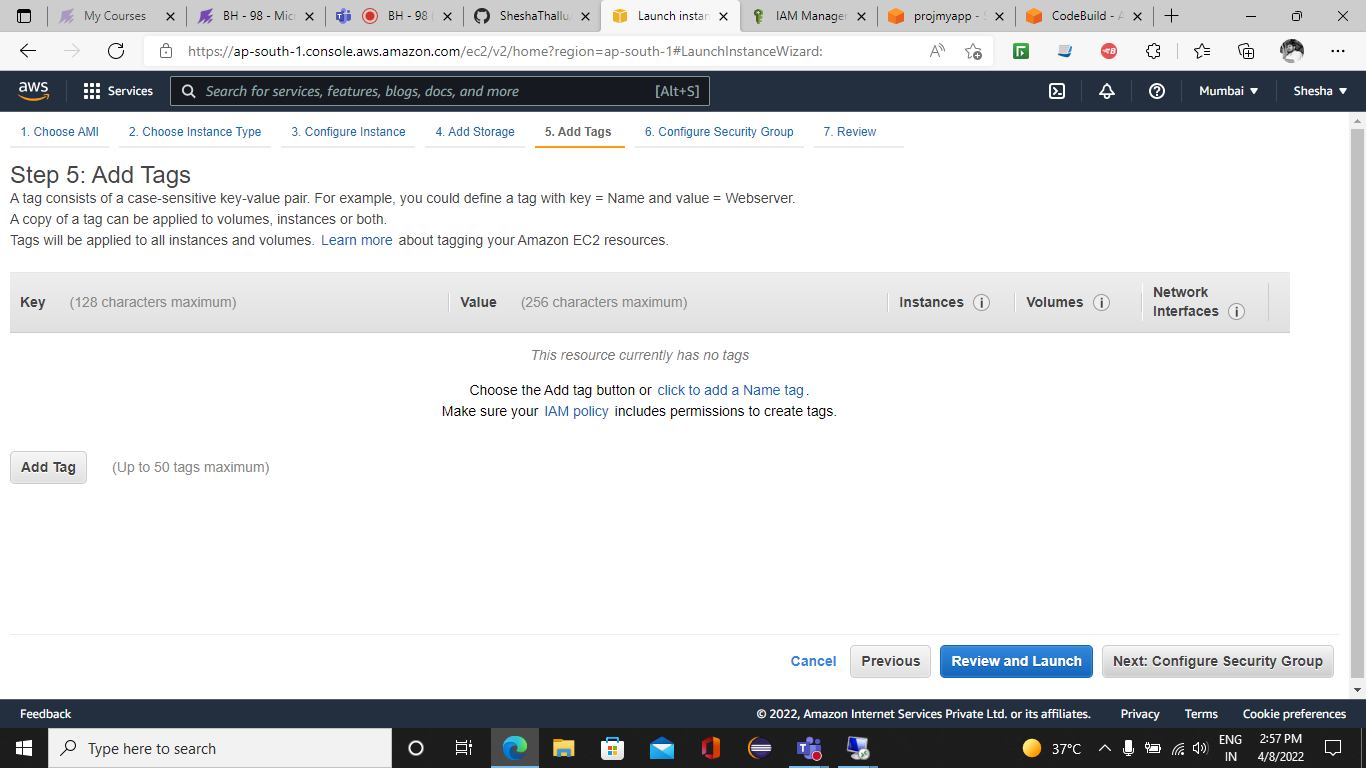 My Courses
BH - 98 - Mic
BH - 98
SheshaThallu
Launch instan
IAM Manager
projmyapp - S
CodeBuild - A
https://ap-south-1.console.aws.amazon.com/ec2/v2/home?region=ap-south-1#LaunchInstanceWizard:
aws
Services
Search for services, features, blogs, docs, and more
[Alt+S]
Mumbai
Shesha
1. Choose AMI
2. Choose Instance Type
3. Configure Instance
4. Add Storage
5. Add Tags
6. Configure Security Group
7. Review
Step 5: Add Tags
A tag consists of a case-sensitive key-value pair. For example, you could define a tag with key = Name and value = Webserver.
A copy of a tag can be applied to volumes, instances or both.
Tags will be applied to all instances and volumes. Learn more about tagging your Amazon EC2 resources.
Key (128 characters maximum)
Value (256 characters maximum)
Instances
Volumes
Network
Interfaces
This resource currently has no tags
Choose the Add tag button or click to add a Name tag.
Make sure your IAM policy includes permissions to create tags.
Add Tag
(Up to 50 tags maximum)
Cancel
Previous
Review and Launch
Next: Configure Security Group
Feedback
© 2022, Amazon Internet Services Private Ltd. or its affiliates.
Privacy
Terms
Cookie preferences
Type here to search
37°C
ENG
IN
2:57 PM
4/8/2022